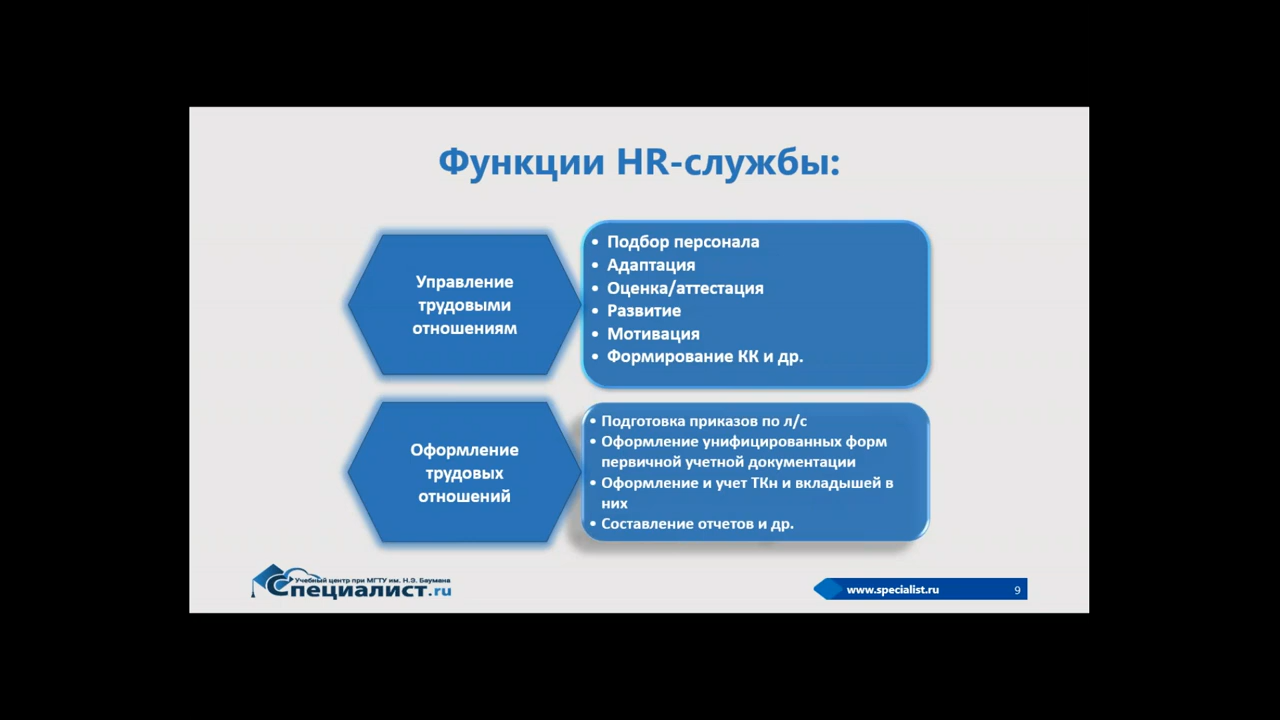 Функции HR-службы:
Управление
трудовыми
отношениям
• Подбор персонала
• Адаптация
• Оценка/аттестация
• Развитие
• Мотивация
• Формирование КК и др.
Оформление
трудовых
отношений
• Подготовка приказов по л/с
• Оформление унифицированных форм
первичной учетной документации
• Оформление и учет ТКн и вкладышей в
них
• Составление отчетов и др.
Учебный центр при МГТУ им. Н.Э. Баумана
Специалист.ru
www.specialist.ru
9